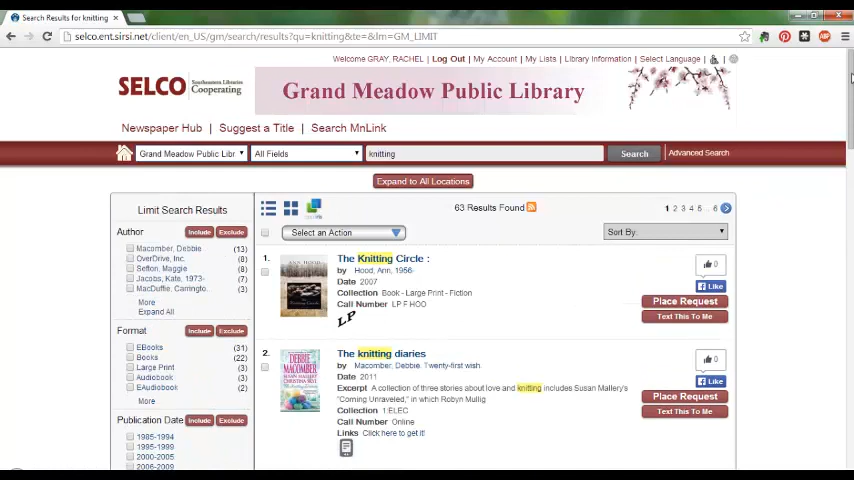 Search Results for knitting
selco.ent.sirsi.net/client/en_US/gm/search/results?qu=knitting&te=&lm=GM_LIMIT
Welcome GRAY, RACHEL | Log Out | My Account | My Lists | Library Information | Select Language
SELCO Southeastern Libraries Cooperating
Grand Meadow Public Library
Newspaper Hub | Suggest a Title | Search MnLink
Grand Meadow Public Libr All Fields knitting Search Advanced Search
Expand to All Locations
Limit Search Results
63 Results Found
1 2 3 4 5 .. 6
Select an Action
Sort By:
Author Include Exclude
Macomber, Debbie (13)
OverDrive, Inc. (8)
Sefton, Maggie (8)
Jacobs, Kate, 1973- (7)
MacDuffie, Carringto.. (3)
More
Expand All
Format Include Exclude
EBooks (31)
Books (22)
Large Print (3)
Audiobook (3)
EAudiobook (2)
More
Publication Date Include Exclude
1985-1994
1995-1999
2000-2005
2006-2009
1.
The Knitting Circle :
by Hood, Ann, 1956-
Date 2007
Collection Book - Large Print - Fiction
Call Number LP F HOO
LP
0
Like
Place Request
Text This To Me
2.
The knitting diaries
by Macomber, Debbie. Twenty-first wish.
Date 2011
Excerpt A collection of three stories about love and knitting includes Susan Mallery's
"Coming Unraveled," in which Robyn Mullig
Collection 1:ELEC
Call Number Online
Links Click here to get it!
0
Like
Place Request
Text This To Me
DEBBIE
MACOMBER